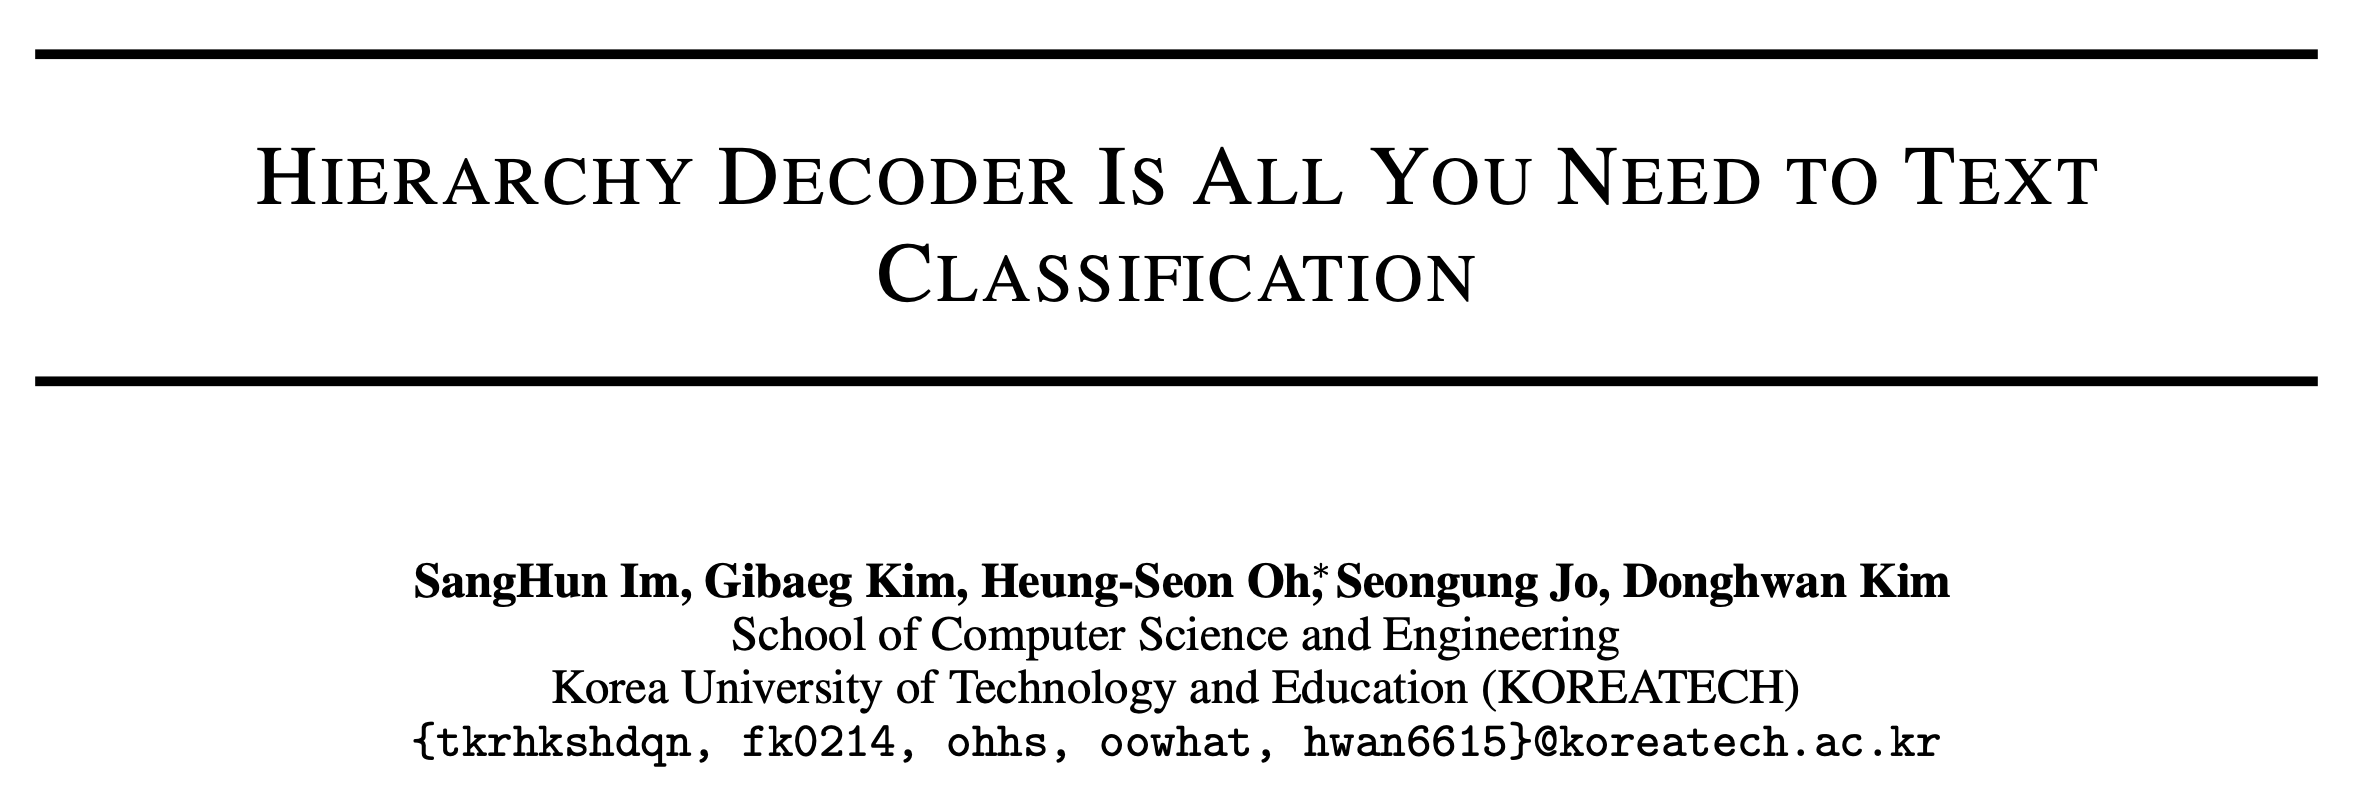 HIERARCHY DECODER IS ALL YOU NEED TO TEXT
CLASSIFICATION
SangHun Im, Gibaeg Kim, Heung-Seon Oh,* Seongung Jo, Donghwan Kim
School of Computer Science and Engineering
Korea University of Technology and Education (KOREATECH)
{tkrhkshdqn, fk0214, ohhs, oowhat, hwan6615}@koreatech.ac.kr